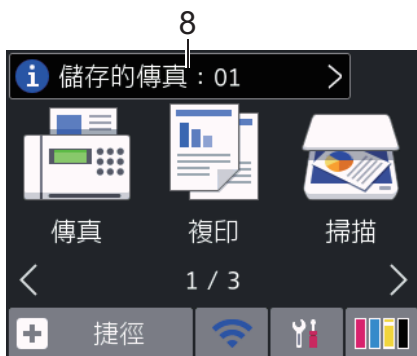 8
儲存的傳真：01
傳真 複印 掃描
1 / 3
捷徑